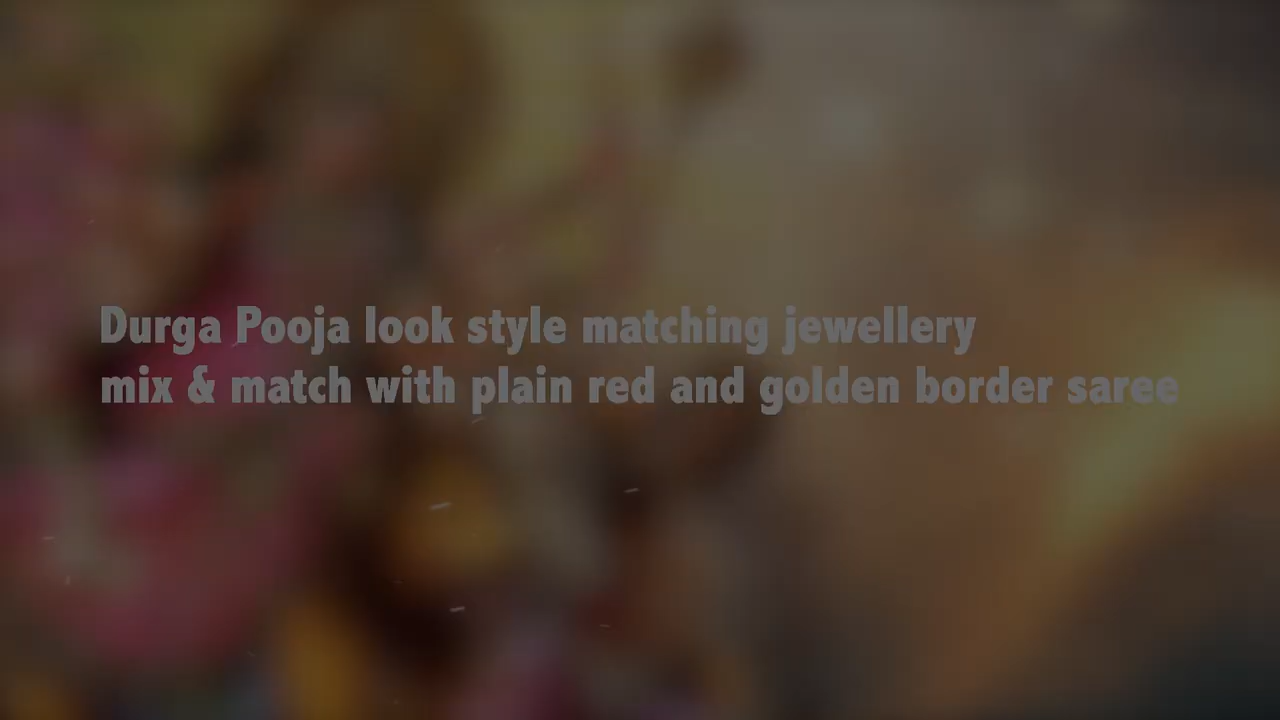 Durga Pooja look style matching jewellery
mix & match with plain red and golden border saree